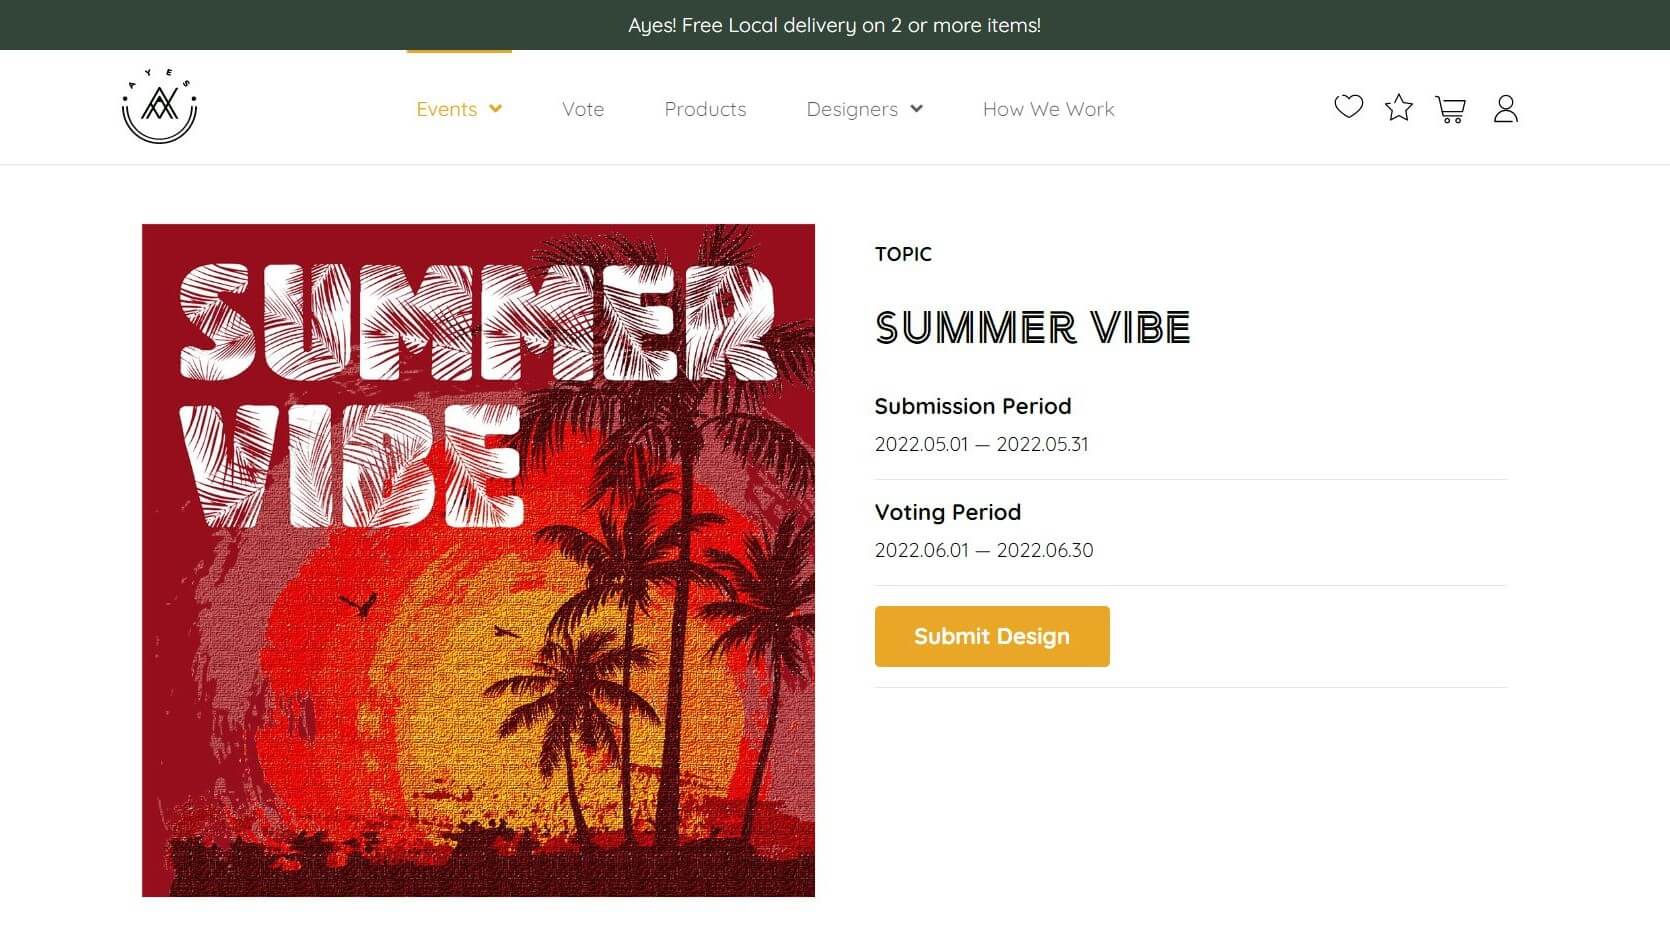 Ayes! Free Local delivery on 2 or more items!
AYES
Events
Vote
Products
Designers
How We Work
SUMMER
VIBE
TOPIC
SUMMER VIBE
Submission Period
2022.05.01 — 2022.05.31
Voting Period
2022.06.01 — 2022.06.30
Submit Design